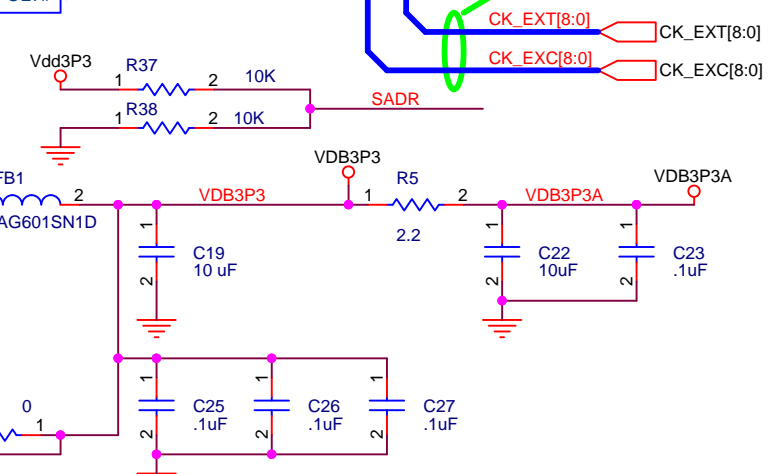 CK_EXT[8:0] CK_EXT[8:0]
CK_EXC[8:0] CK_EXC[8:0]
Vdd3P3
R37
1 2 10K
SADR
R38
1 2 10K
VDB3P3
FB1
2
AG601SN1D
VDB3P3
1 R5 2
2.2
VDB3P3A
VDB3P3A
1
C19
10 uF
2
1
C22
10uF
2
1
C23
.1uF
2
0
1
1
C25
.1uF
2
1
C26
.1uF
2
1
C27
.1uF
2